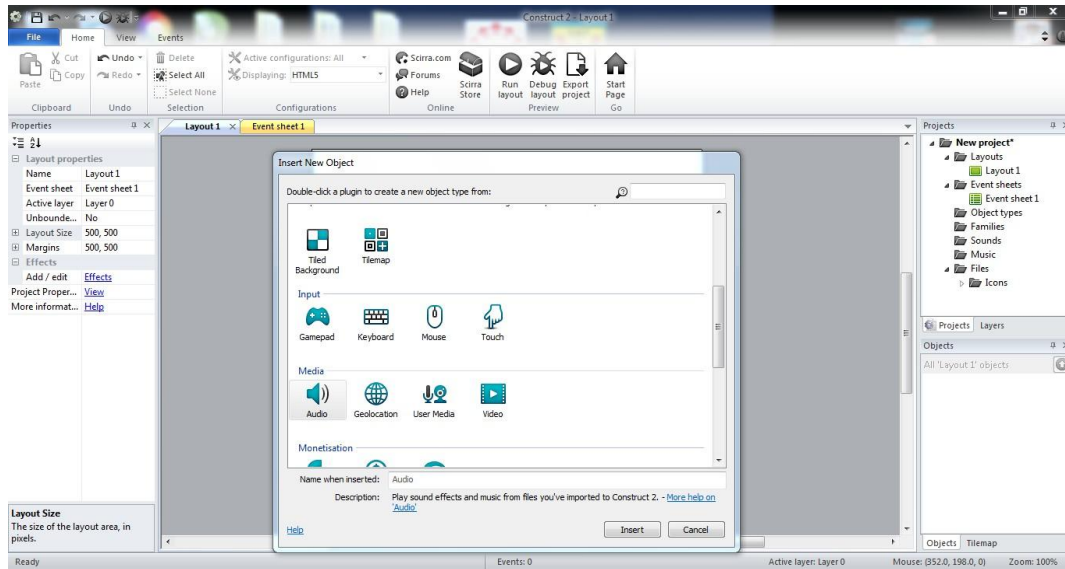 Construct 2 - Layout 1
File Home View Events
Paste
Cut
Copy
Clipboard
Undo
Redo
Undo
Delete
Select All
Select None
Selection
Active configurations: All
Displaying: HTML5
Configurations
Scirra.com
Forums
Help
Scirra Store
Online
Run layout
Debug layout
Export project
Preview
Start Page
Go
Properties
Layout properties
Name Layout 1
Event sheet Event sheet 1
Active layer Layer 0
Unbounde... No
Layout Size 500, 500
Margins 500, 500
Effects
Add / edit Effects
Project Proper... View
More informat... Help
Layout Size
The size of the layout area, in
pixels.
Layout 1 Event sheet 1
Insert New Object
Double-click a plugin to create a new object type from:
Tiled Background
Tilemap
Input
Gamepad Keyboard Mouse Touch
Media
Audio Geolocation User Media Video
Monetisation
Name when inserted: Audio
Description: Play sound effects and music from files you've imported to Construct 2. - More help on
'Audio'
Help Insert Cancel
Projects
New project*
Layouts
Layout 1
Event sheets
Event sheet 1
Object types
Families
Sounds
Music
Files
Icons
Projects Layers
Objects
All 'Layout 1' objects
Objects Tilemap
Ready Events: 0 Active layer: Layer 0 Mouse: (352.0, 198.0, 0) Zoom: 100%